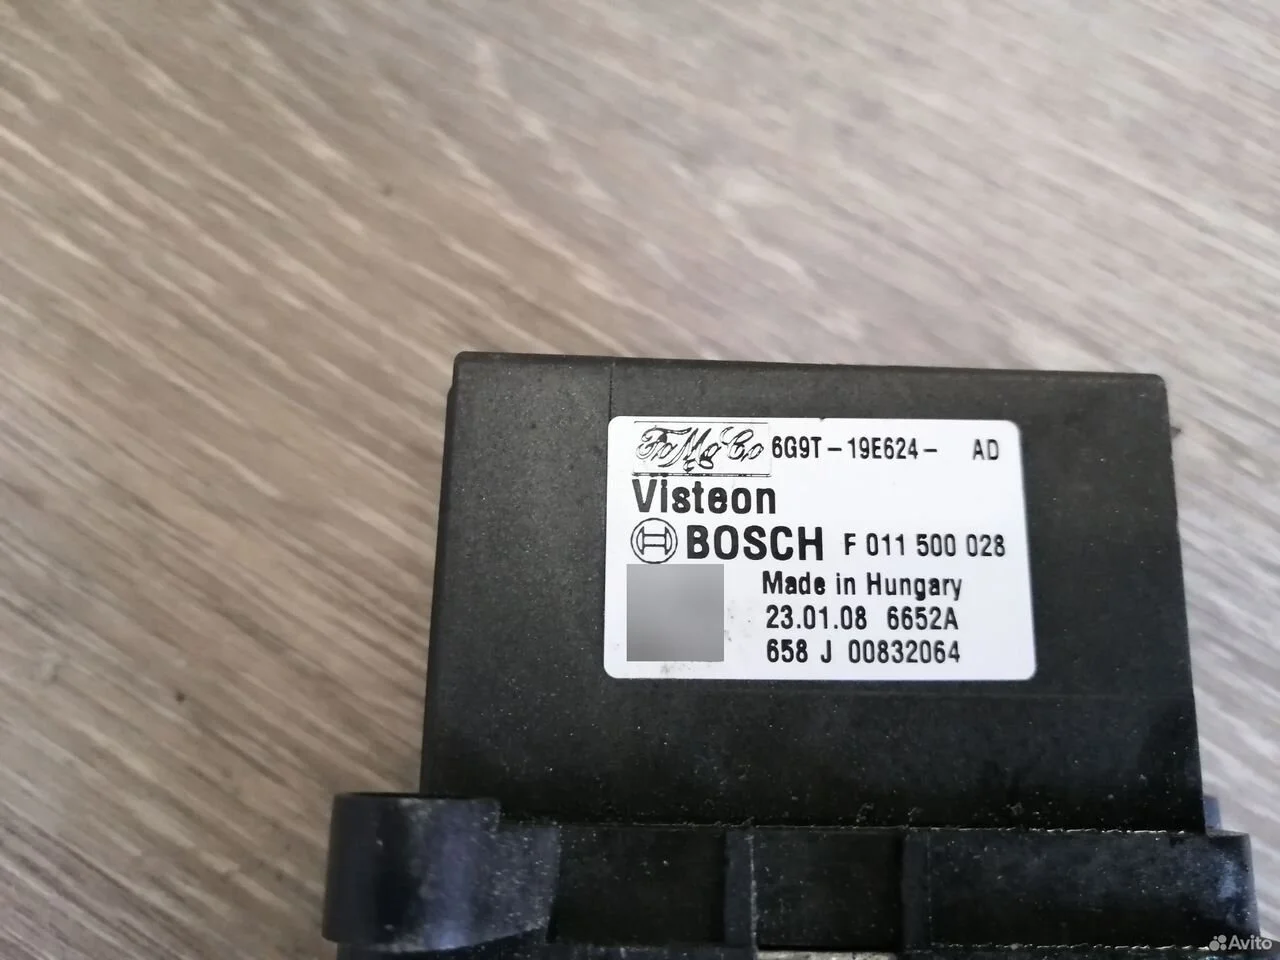 FoMoCo 6G9T-19E624- AD
Visteon
BOSCH F 011 500 028
Made in Hungary
23.01.08 6652A
658 J 00832064
Avito